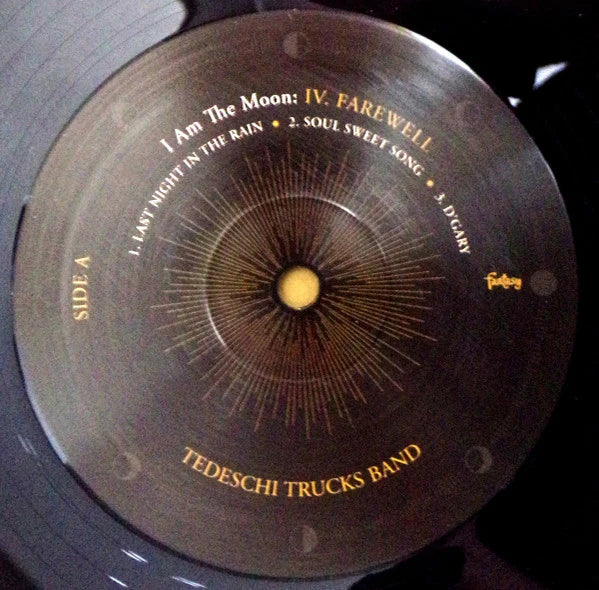 I Am The Moon: IV. FAREWELL
1. LAST NIGHT IN THE RAIN • 2. SOUL SWEET SONG • 3. D'GARY
SIDE A
fantasy
TEDESCHI TRUCKS BAND